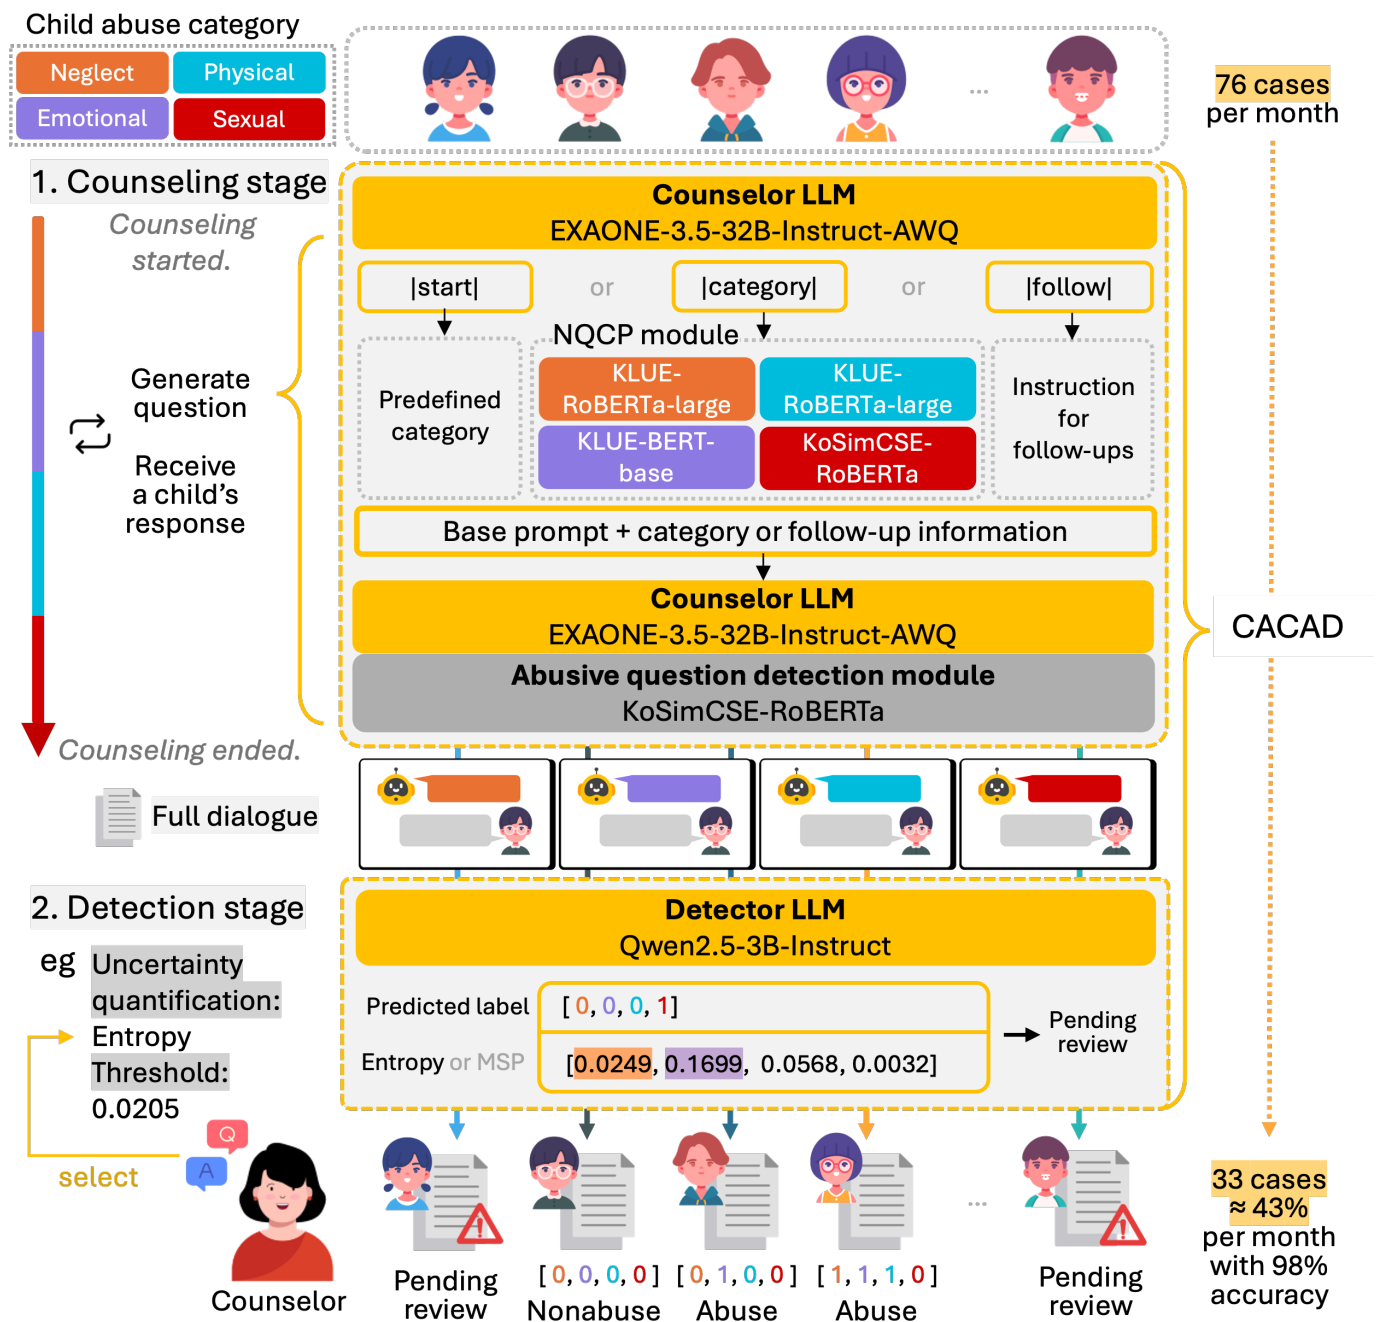 Child abuse category
Neglect
Physical
Emotional
Sexual
...
76 cases
per month
1. Counseling stage
Counseling
started.
Counselor LLM
EXAONE-3.5-32B-Instruct-AWQ
|start|
or
|category|
or
|follow|
NQCP module
Generate
question
Receive
a child's
response
Predefined
category
KLUE-
RoBERTa-large
KLUE-
RoBERTa-large
KLUE-BERT-
base
KoSimCSE-
RoBERTa
Instruction
for
follow-ups
Base prompt + category or follow-up information
Counselor LLM
EXAONE-3.5-32B-Instruct-AWQ
CACAD
Abusive question detection module
KoSimCSE-RoBERTa
Counseling ended.
Full dialogue
2. Detection stage
Detector LLM
Qwen2.5-3B-Instruct
eg
Uncertainty
quantification:
Entropy
Threshold:
0.0205
Predicted label
[ 0, 0, 0, 1]
Entropy or MSP
[0.0249, 0.1699, 0.0568, 0.0032]
Pending
review
Q
A
select
Counselor
Pending
review
[ 0, 0, 0, 0 ]
Nonabuse
[ 0, 1, 0, 0 ]
Abuse
[ 1, 1, 1, 0 ]
Abuse
...
Pending
review
33 cases
≈ 43%
per month
with 98%
accuracy